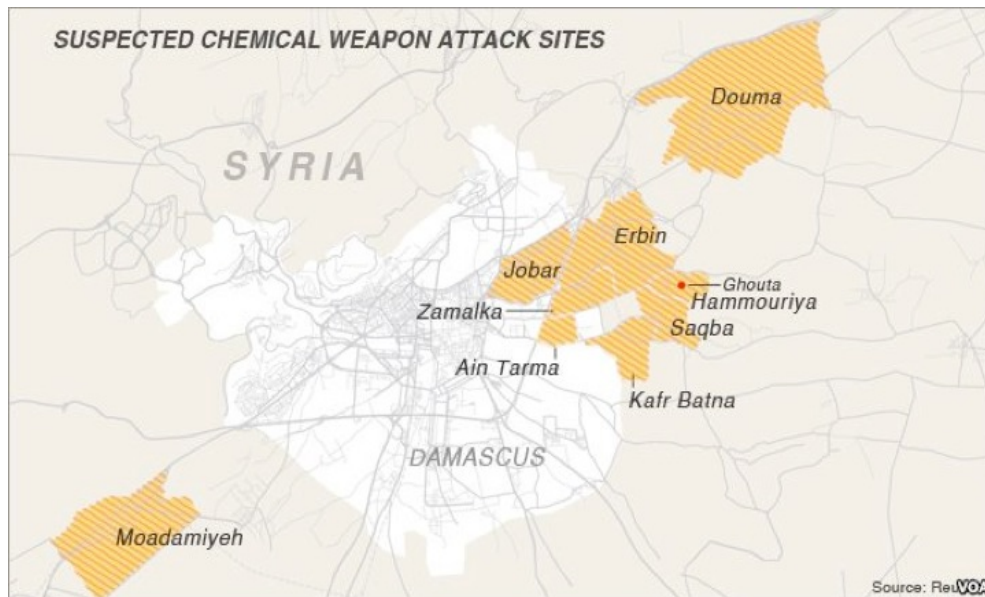 SUSPECTED CHEMICAL WEAPON ATTACK SITES
Douma
SYRIA
Erbin
Jobar
Ghouta
Hammouriya
Zamalka
Saqba
Ain Tarma
Kafr Batna
DAMASCUS
Moadamiyeh
Source:
VOA